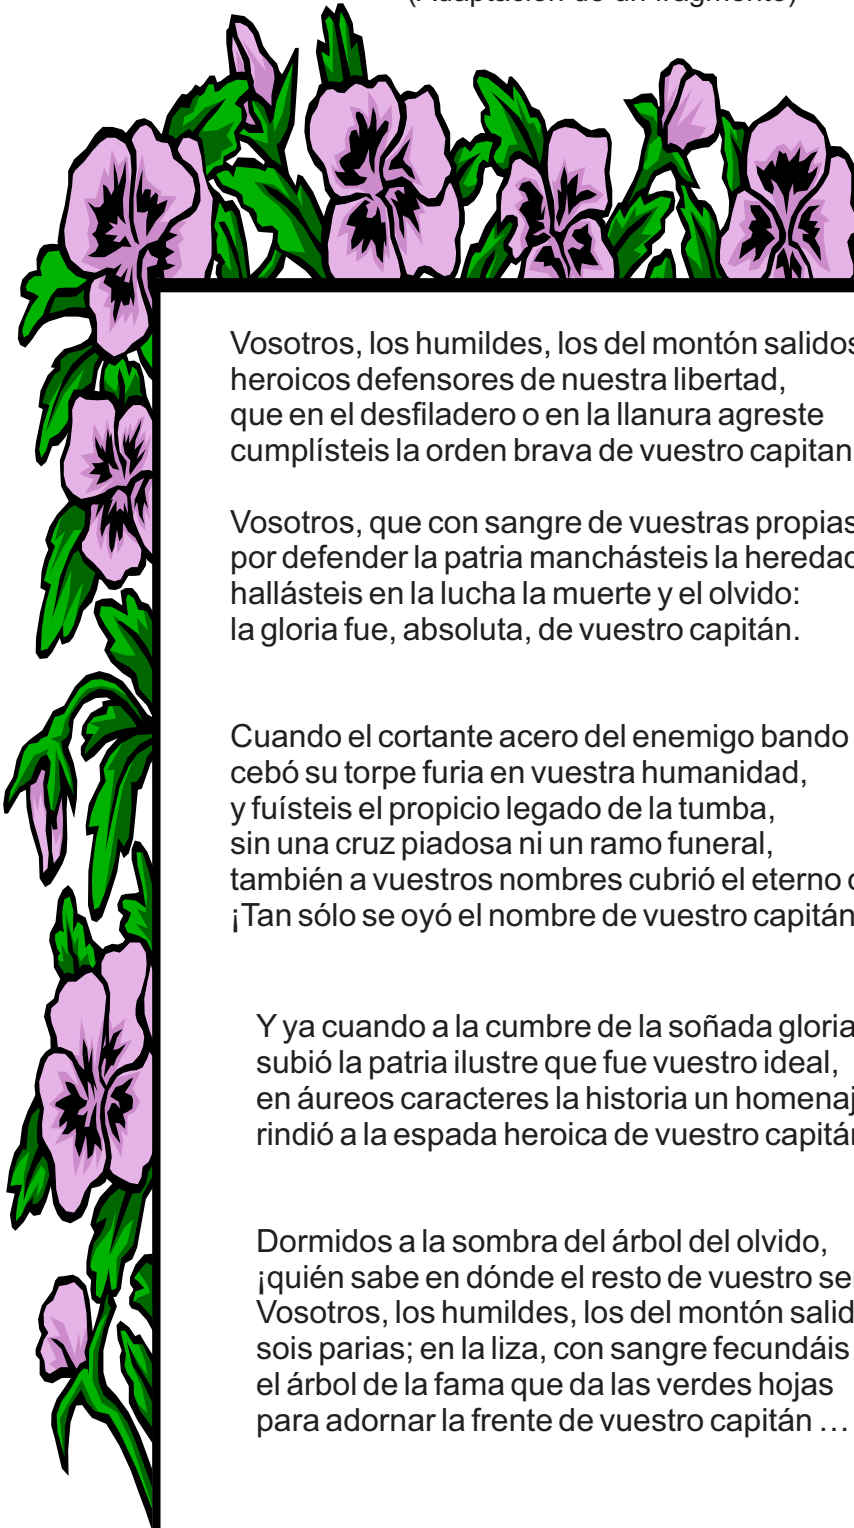 (Adaptación de un fragmento)
Vosotros, los humildes, los del montón salidos
heroicos defensores de nuestra libertad,
que en el desfiladero o en la llanura agreste
cumplísteis la orden brava de vuestro capitan
Vosotros, que con sangre de vuestras propias
por defender la patria manchásteis la heredad
hallásteis en la lucha la muerte y el olvido:
la gloria fue, absoluta, de vuestro capitán.
Cuando el cortante acero del enemigo bando
cebó su torpe furia en vuestra humanidad,
y fuísteis el propicio legado de la tumba,
sin una cruz piadosa ni un ramo funeral,
también a vuestros nombres cubrió el eterno
¡Tan sólo se oyó el nombre de vuestro capitán
Y ya cuando a la cumbre de la soñada gloria
subió la patria ilustre que fue vuestro ideal,
en áureos caracteres la historia un homenaj
rindió a la espada heroica de vuestro capitán
Dormidos a la sombra del árbol del olvido,
¡quién sabe en dónde el resto de vuestro ser
Vosotros, los humildes, los del montón salid
sois parias; en la liza, con sangre fecundáis
el árbol de la fama que da las verdes hojas
para adornar la frente de vuestro capitán …